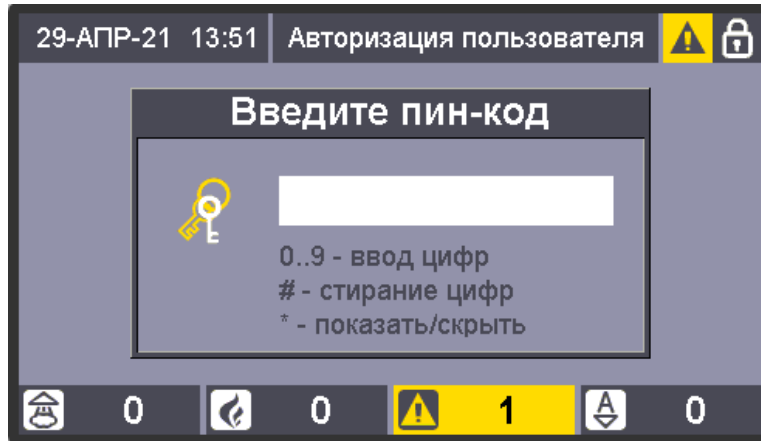 29-АПР-21 13:51 Авторизация пользователя
Введите пин-код
0..9 - ввод цифр
# - стирание цифр
* - показать/скрыть
0 0 1 A 0